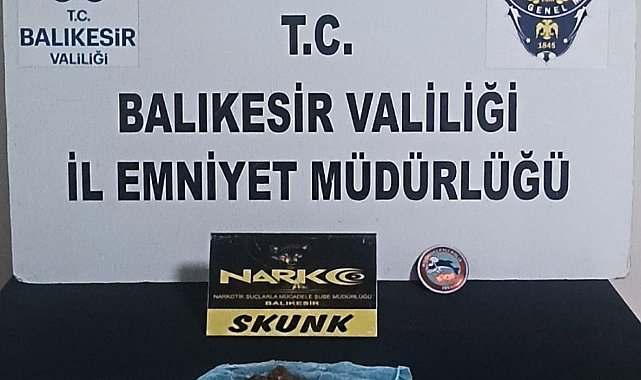 T.C.
BALIKESİR
VALİLİĞİ
GENEL
1845
T.C.
BALIKESİR VALİLİĞİ
İL EMNİYET MÜDÜRLÜĞÜ
NARKO
NARKOTİK SUÇLARLA MÜCADELE ŞUBE MÜDÜRLÜĞÜ
BALIKESİR
SKUNK